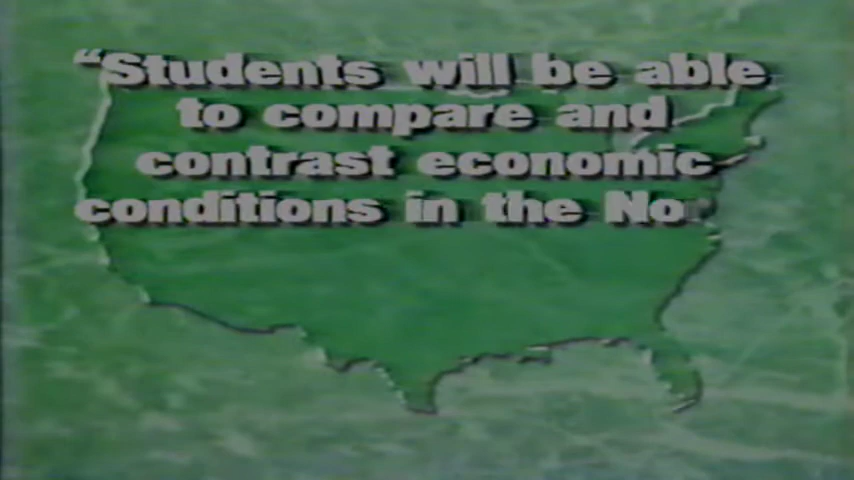 “Students will be able
to compare and
contrast economic
conditions in the No